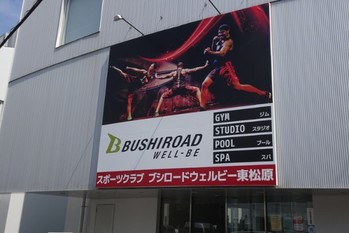 BUSHIROAD
WELL-BE
GYM ジム
STUDIO スタジオ
POOL プール
SPA スパ
スポーツクラブ ブシロードウェルビー東松原